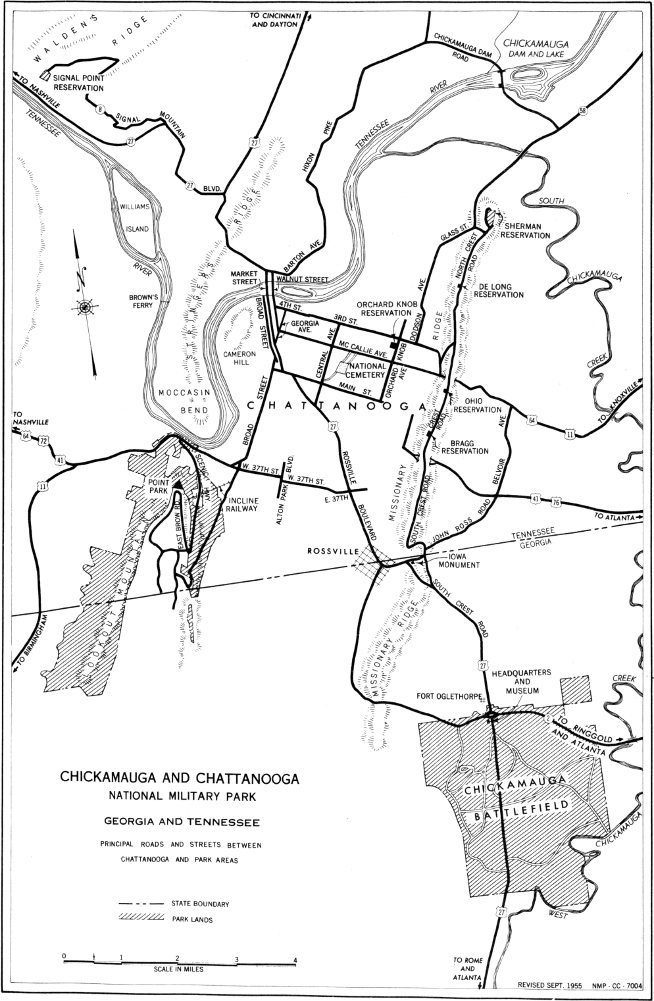 TO CINCINNATI
AND DAYTON
WALDEN'S
RIDGE
CHICKAMAUGA DAM
ROAD
CHICKAMAUGA
DAM AND LAKE
SIGNAL POINT
RESERVATION
TO NASHVILLE
TENNESSEE
8
SIGNAL
MOUNTAIN
27
27
BLVD.
27
HIXON
PIKE
TENNESSEE
RIVER
58
WILLIAMS
ISLAND
RIVER
RIDGE
STRINGERS
SOUTH
CHICKAMAUGA
CREEK
GLASS ST.
SHERMAN
RESERVATION
NORTH CREST
ROAD
BARTON AVE
MARKET
STREET
WALNUT STREET
DE LONG
RESERVATION
N
BROWN'S
FERRY
BROAD STREET
4TH ST.
3RD ST.
ORCHARD KNOB
RESERVATION
DODSON
AVE.
RIDGE
GEORGIA
AVE.
CAMERON
HILL
CENTRAL
AVE.
MC CALLIE AVE.
NATIONAL
CEMETERY
ORCHARD KNOB
AVE
MAIN ST.
MOCCASIN
BEND
CHATTANOOGA
OHIO
RESERVATION
CREST
ROAD
BRAGG
RESERVATION
BELVOIR
AVE.
64
11
TO KNOXVILLE
TO
NASHVILLE
64
72
41
11
BROAD
STREET
27
ROSSVILLE
BOULEVARD
MISSIONARY
SCENIC
HWY.
W. 37TH ST
W. 37TH ST.
E. 37TH
ALTON PARK
BLVD.
POINT
PARK
EAST BROW RD.
INCLINE
RAILWAY
SOUTH CREST ROAD
JOHN ROSS
ROAD
41
76
TO ATLANTA
TENNESSEE
GEORGIA
ROSSVILLE
IOWA
MONUMENT
LOOKOUT MOUNTAIN
TO BIRMINGHAM
MISSIONARY RIDGE
SOUTH
CREST
ROAD
27
HEADQUARTERS
AND
MUSEUM
FORT OGLETHORPE
CREEK
TO RINGGOLD
AND ATLANTA
CHICKAMAUGA
BATTLEFIELD
CHICKAMAUGA
WEST
27
TO ROME
AND
ATLANTA
CHICKAMAUGA AND CHATTANOOGA
NATIONAL MILITARY PARK
GEORGIA AND TENNESSEE
PRINCIPAL ROADS AND STREETS BETWEEN
CHATTANOOGA AND PARK AREAS
STATE BOUNDARY
PARK LANDS
0 1 2 3 4
SCALE IN MILES
REVISED SEPT. 1955 NMP - CC - 7004